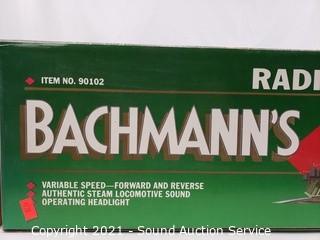 ITEM NO. 90102
RADI
BACHMANN'S
VARIABLE SPEED—FORWARD AND REVERSE
AUTHENTIC STEAM LOCOMOTIVE SOUND
OPERATING HEADLIGHT
Copyright 2021 - Sound Auction Service